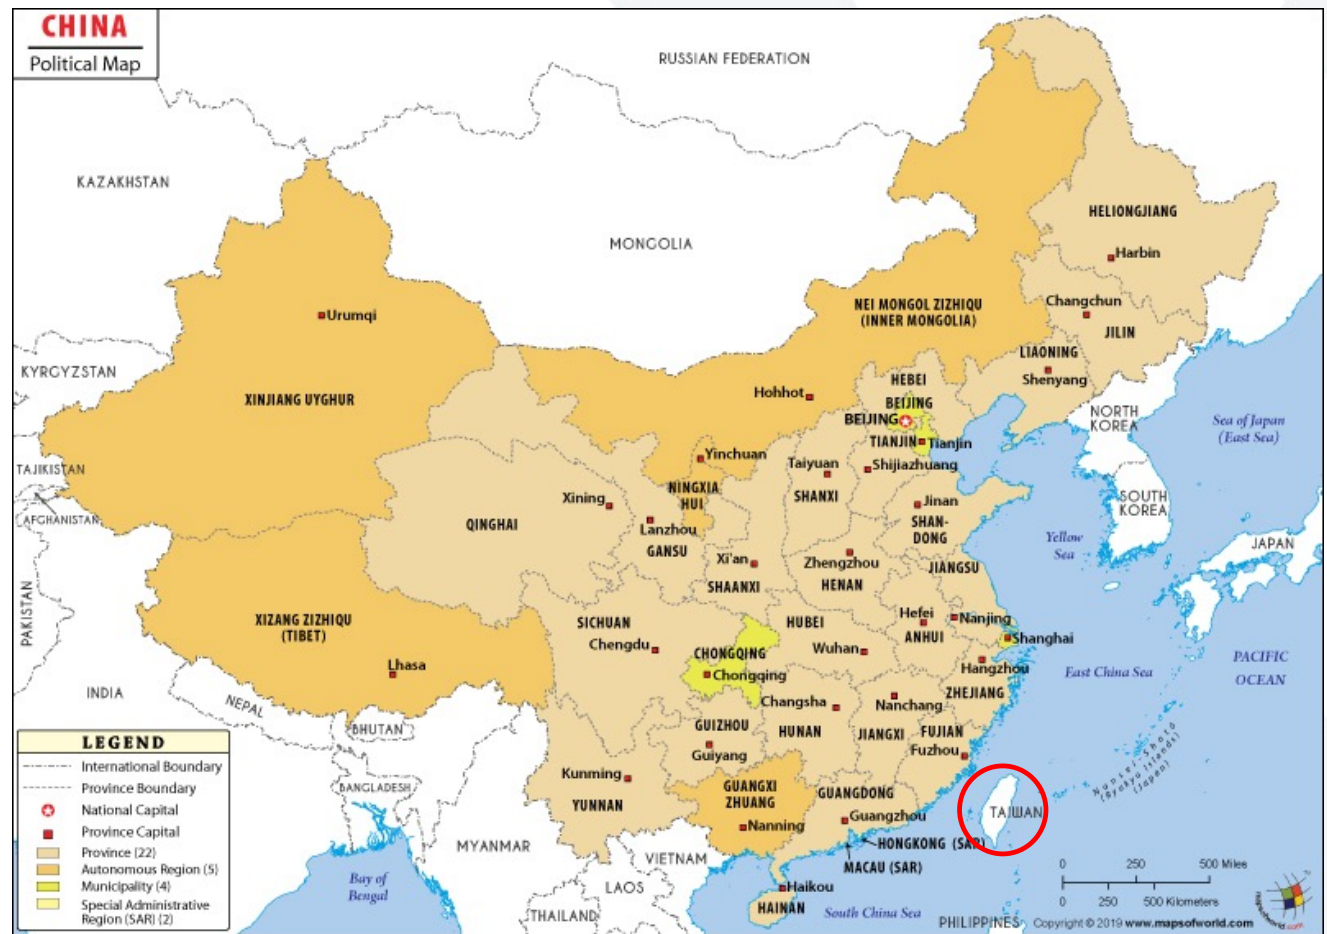 CHINA
Political Map
RUSSIAN FEDERATION
KAZAKHSTAN
MONGOLIA
HELIONGJIANG
Harbin
Changchun
JILIN
NEI MONGOL ZIZHIQU
(INNER MONGOLIA)
Urumqi
LIAONING
Shenyang
KYRGYZSTAN
XINJIANG UYGHUR
Hohhot
HEBEI
BEIJING
BEIJING
TIANJIN
Tianjin
NORTH
KOREA
Sea of Japan
(East Sea)
TAJIKISTAN
AFGHANISTAN
Yinchuan
NINGXIA
HUI
Taiyuan
SHANXI
Shijiazhuang
Xining
QINGHAI
Lanzhou
GANSU
Jinan
SHAN-
DONG
SOUTH
KOREA
Yellow
Sea
JAPAN
Xi'an
SHAANXI
Zhengzhou
HENAN
JIANGSU
PAKISTAN
XIZANG ZIZHIQU
(TIBET)
Lhasa
SICHUAN
Chengdu
CHONGQING
Chongqing
HUBEI
Wuhan
Hefei
ANHUI
Nanjing
Shanghai
Hangzhou
ZHEJIANG
East China Sea
PACIFIC
OCEAN
INDIA
NEPAL
BHUTAN
BANGLADESH
Changsha
HUNAN
Nanchang
JIANGXI
FUJIAN
Fuzhou
GUIZHOU
Guiyang
Kunming
YUNNAN
GUANGXI
ZHUANG
Nanning
GUANGDONG
Guangzhou
HONGKONG (SAR)
MACAU (SAR)
TAIWAN
Nansei-Shoto
(Ryukyu Islands)
(Japan)
MYANMAR
VIETNAM
LAOS
THAILAND
Haikou
HAINAN
Bay of
Bengal
South China Sea
PHILIPPINES
LEGEND
International Boundary
Province Boundary
National Capital
Province Capital
Province (22)
Autonomous Region (5)
Municipality (4)
Special Administrative
Region (SAR) (2)
0 250 500 Miles
0 250 500 Kilometers
Copyright © 2019 www.mapsofworld.com
mapsofworld.com